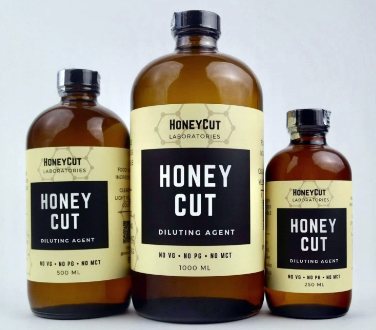 HONEYCUT
LABORATORIES
HONEY
CUT
DILUTING AGENT
NO VG • NO PG • NO MCT
500 ML
HONEYCUT
LABORATORIES
HONEY
CUT
DILUTING AGENT
NO VG • NO PG • NO MCT
1000 ML
HONEYCUT
LABORATORIES
HONEY
CUT
DILUTING AGENT
NO VG • NO PG • NO MCT
250 ML